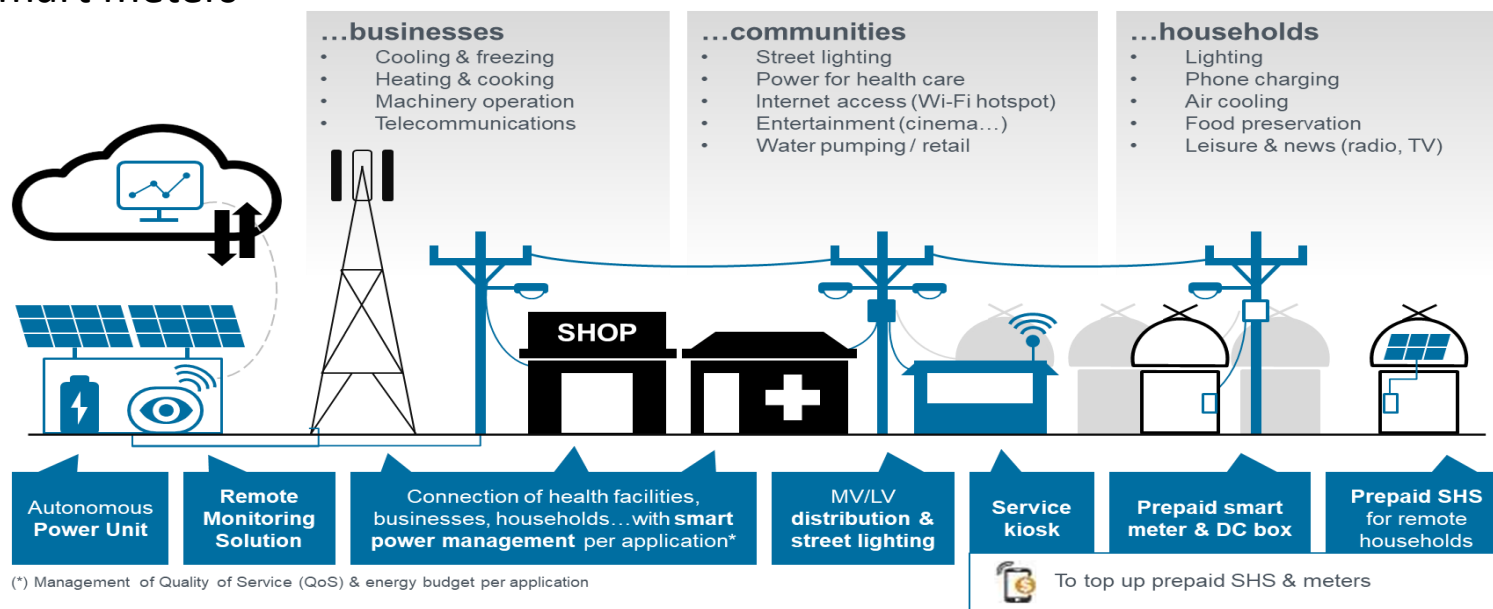 …businesses
• Cooling & freezing
• Heating & cooking
• Machinery operation
• Telecommunications
…communities
• Street lighting
• Power for health care
• Internet access (Wi-Fi hotspot)
• Entertainment (cinema…)
• Water pumping / retail
…households
• Lighting
• Phone charging
• Air cooling
• Food preservation
• Leisure & news (radio, TV)
SHOP
Autonomous
Power Unit
Remote
Monitoring
Solution
Connection of health facilities,
businesses, households…with smart
power management per application*
MV/LV
distribution &
street lighting
Service
kiosk
Prepaid smart
meter & DC box
Prepaid SHS
for remote
households
(*) Management of Quality of Service (QoS) & energy budget per application
To top up prepaid SHS & meters